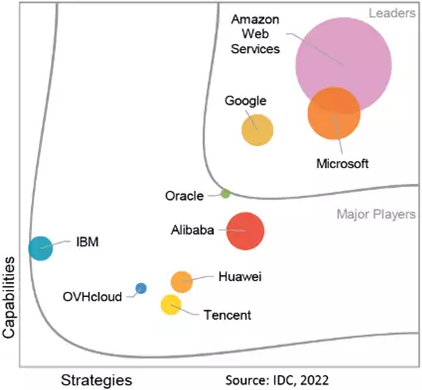 Leaders
Amazon
Web
Services
Google
Microsoft
Oracle
Major Players
Alibaba
IBM
Huawei
OVHcloud
Tencent
Capabilities
Strategies
Source: IDC, 2022